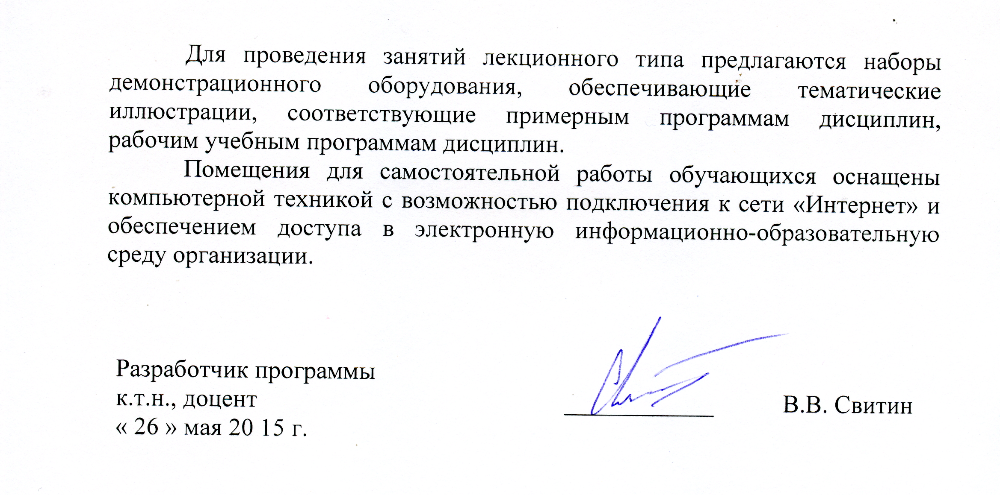 Для проведения занятий лекционного типа предлагаются наборы
демонстрационного оборудования, обеспечивающие тематические
иллюстрации, соответствующие примерным программам дисциплин,
рабочим учебным программам дисциплин.
Помещения для самостоятельной работы обучающихся оснащены
компьютерной техникой с возможностью подключения к сети «Интернет» и
обеспечением доступа в электронную информационно-образовательную
среду организации.
Разработчик программы
к.т.н., доцент
В.В. Свитин
« 26 » мая 20 15 г.